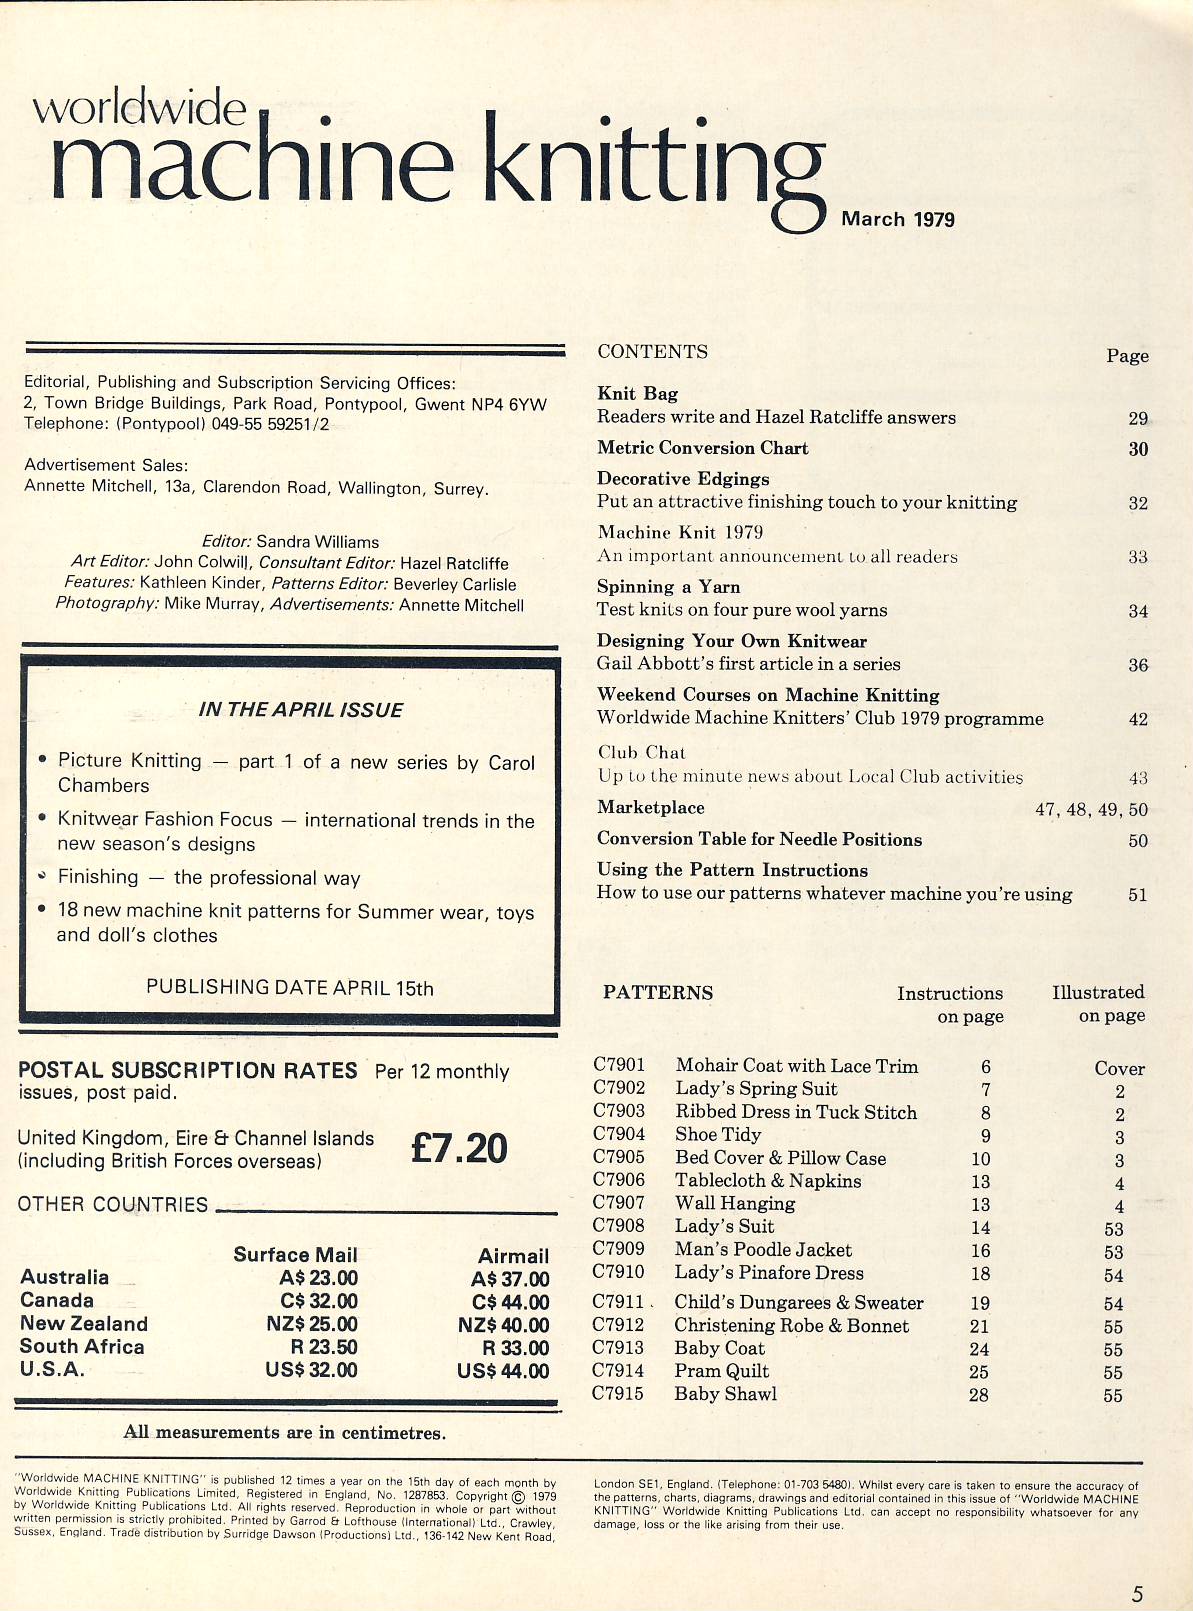 worldwide
machine knitting
March 1979
Editorial, Publishing and Subscription Servicing Offices:
2, Town Bridge Buildings, Park Road, Pontypool, Gwent NP4 6YW
Telephone: (Pontypool) 049-55 59251/2
Advertisement Sales:
Annette Mitchell, 13a, Clarendon Road, Wallington, Surrey.
Editor: Sandra Williams
Art Editor: John Colwill, Consultant Editor: Hazel Ratcliffe
Features: Kathleen Kinder, Patterns Editor: Beverley Carlisle
Photography: Mike Murray, Advertisements: Annette Mitchell
IN THE APRIL ISSUE
• Picture Knitting — part 1 of a new series by Carol
Chambers
• Knitwear Fashion Focus — international trends in the
new season's designs
• Finishing — the professional way
• 18 new machine knit patterns for Summer wear, toys
and doll's clothes
PUBLISHING DATE APRIL 15th
POSTAL SUBSCRIPTION RATES Per 12 monthly
issues, post paid.
United Kingdom, Eire & Channel Islands
(including British Forces overseas) £7.20
OTHER COUNTRIES
Surface Mail Airmail
Australia A$ 23.00 A$ 37.00
Canada C$ 32.00 C$ 44.00
New Zealand NZ$ 25.00 NZ$ 40.00
South Africa R 23.50 R 33.00
U.S.A. US$ 32.00 US$ 44.00
All measurements are in centimetres.
CONTENTS Page
Knit Bag
Readers write and Hazel Ratcliffe answers 29
Metric Conversion Chart 30
Decorative Edgings
Put an attractive finishing touch to your knitting 32
Machine Knit 1979
An important announcement to all readers 33
Spinning a Yarn
Test knits on four pure wool yarns 34
Designing Your Own Knitwear
Gail Abbott's first article in a series 36
Weekend Courses on Machine Knitting
Worldwide Machine Knitters' Club 1979 programme 42
Club Chat
Up to the minute news about Local Club activities 43
Marketplace 47, 48, 49, 50
Conversion Table for Needle Positions 50
Using the Pattern Instructions
How to use our patterns whatever machine you're using 51
PATTERNS Instructions Illustrated
on page on page
C7901 Mohair Coat with Lace Trim 6 Cover
C7902 Lady's Spring Suit 7 2
C7903 Ribbed Dress in Tuck Stitch 8 2
C7904 Shoe Tidy 9 3
C7905 Bed Cover & Pillow Case 10 3
C7906 Tablecloth & Napkins 13 4
C7907 Wall Hanging 13 4
C7908 Lady's Suit 14 53
C7909 Man's Poodle Jacket 16 53
C7910 Lady's Pinafore Dress 18 54
C7911 Child's Dungarees & Sweater 19 54
C7912 Christening Robe & Bonnet 21 55
C7913 Baby Coat 24 55
C7914 Pram Quilt 25 55
C7915 Baby Shawl 28 55
"Worldwide MACHINE KNITTING" is published 12 times a year on the 15th day of each month by
Worldwide Knitting Publications Limited, Registered in England, No. 1287853. Copyright © 1979
by Worldwide Knitting Publications Ltd. All rights reserved. Reproduction in whole or part without
written permission is strictly prohibited. Printed by Garrod & Lofthouse (International) Ltd., Crawley,
Sussex, England. Trade distribution by Surridge Dawson (Productions) Ltd., 136-142 New Kent Road,
London SE1, England. (Telephone: 01-703 5480). Whilst every care is taken to ensure the accuracy of
the patterns, charts, diagrams, drawings and editorial contained in this issue of "Worldwide MACHINE
KNITTING" Worldwide Knitting Publications Ltd. can accept no responsibility whatsoever for any
damage, loss or the like arising from their use.
5